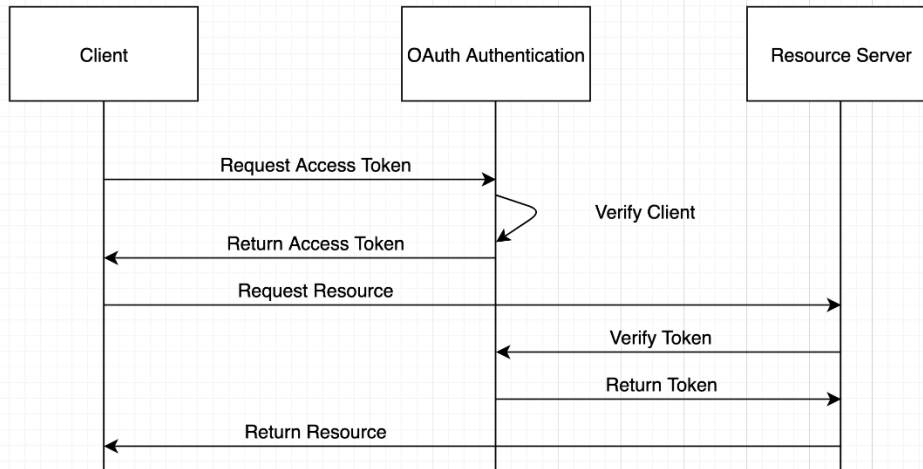 Client
OAuth Authentication
Resource Server
Request Access Token
Verify Client
Return Access Token
Request Resource
Verify Token
Return Token
Return Resource